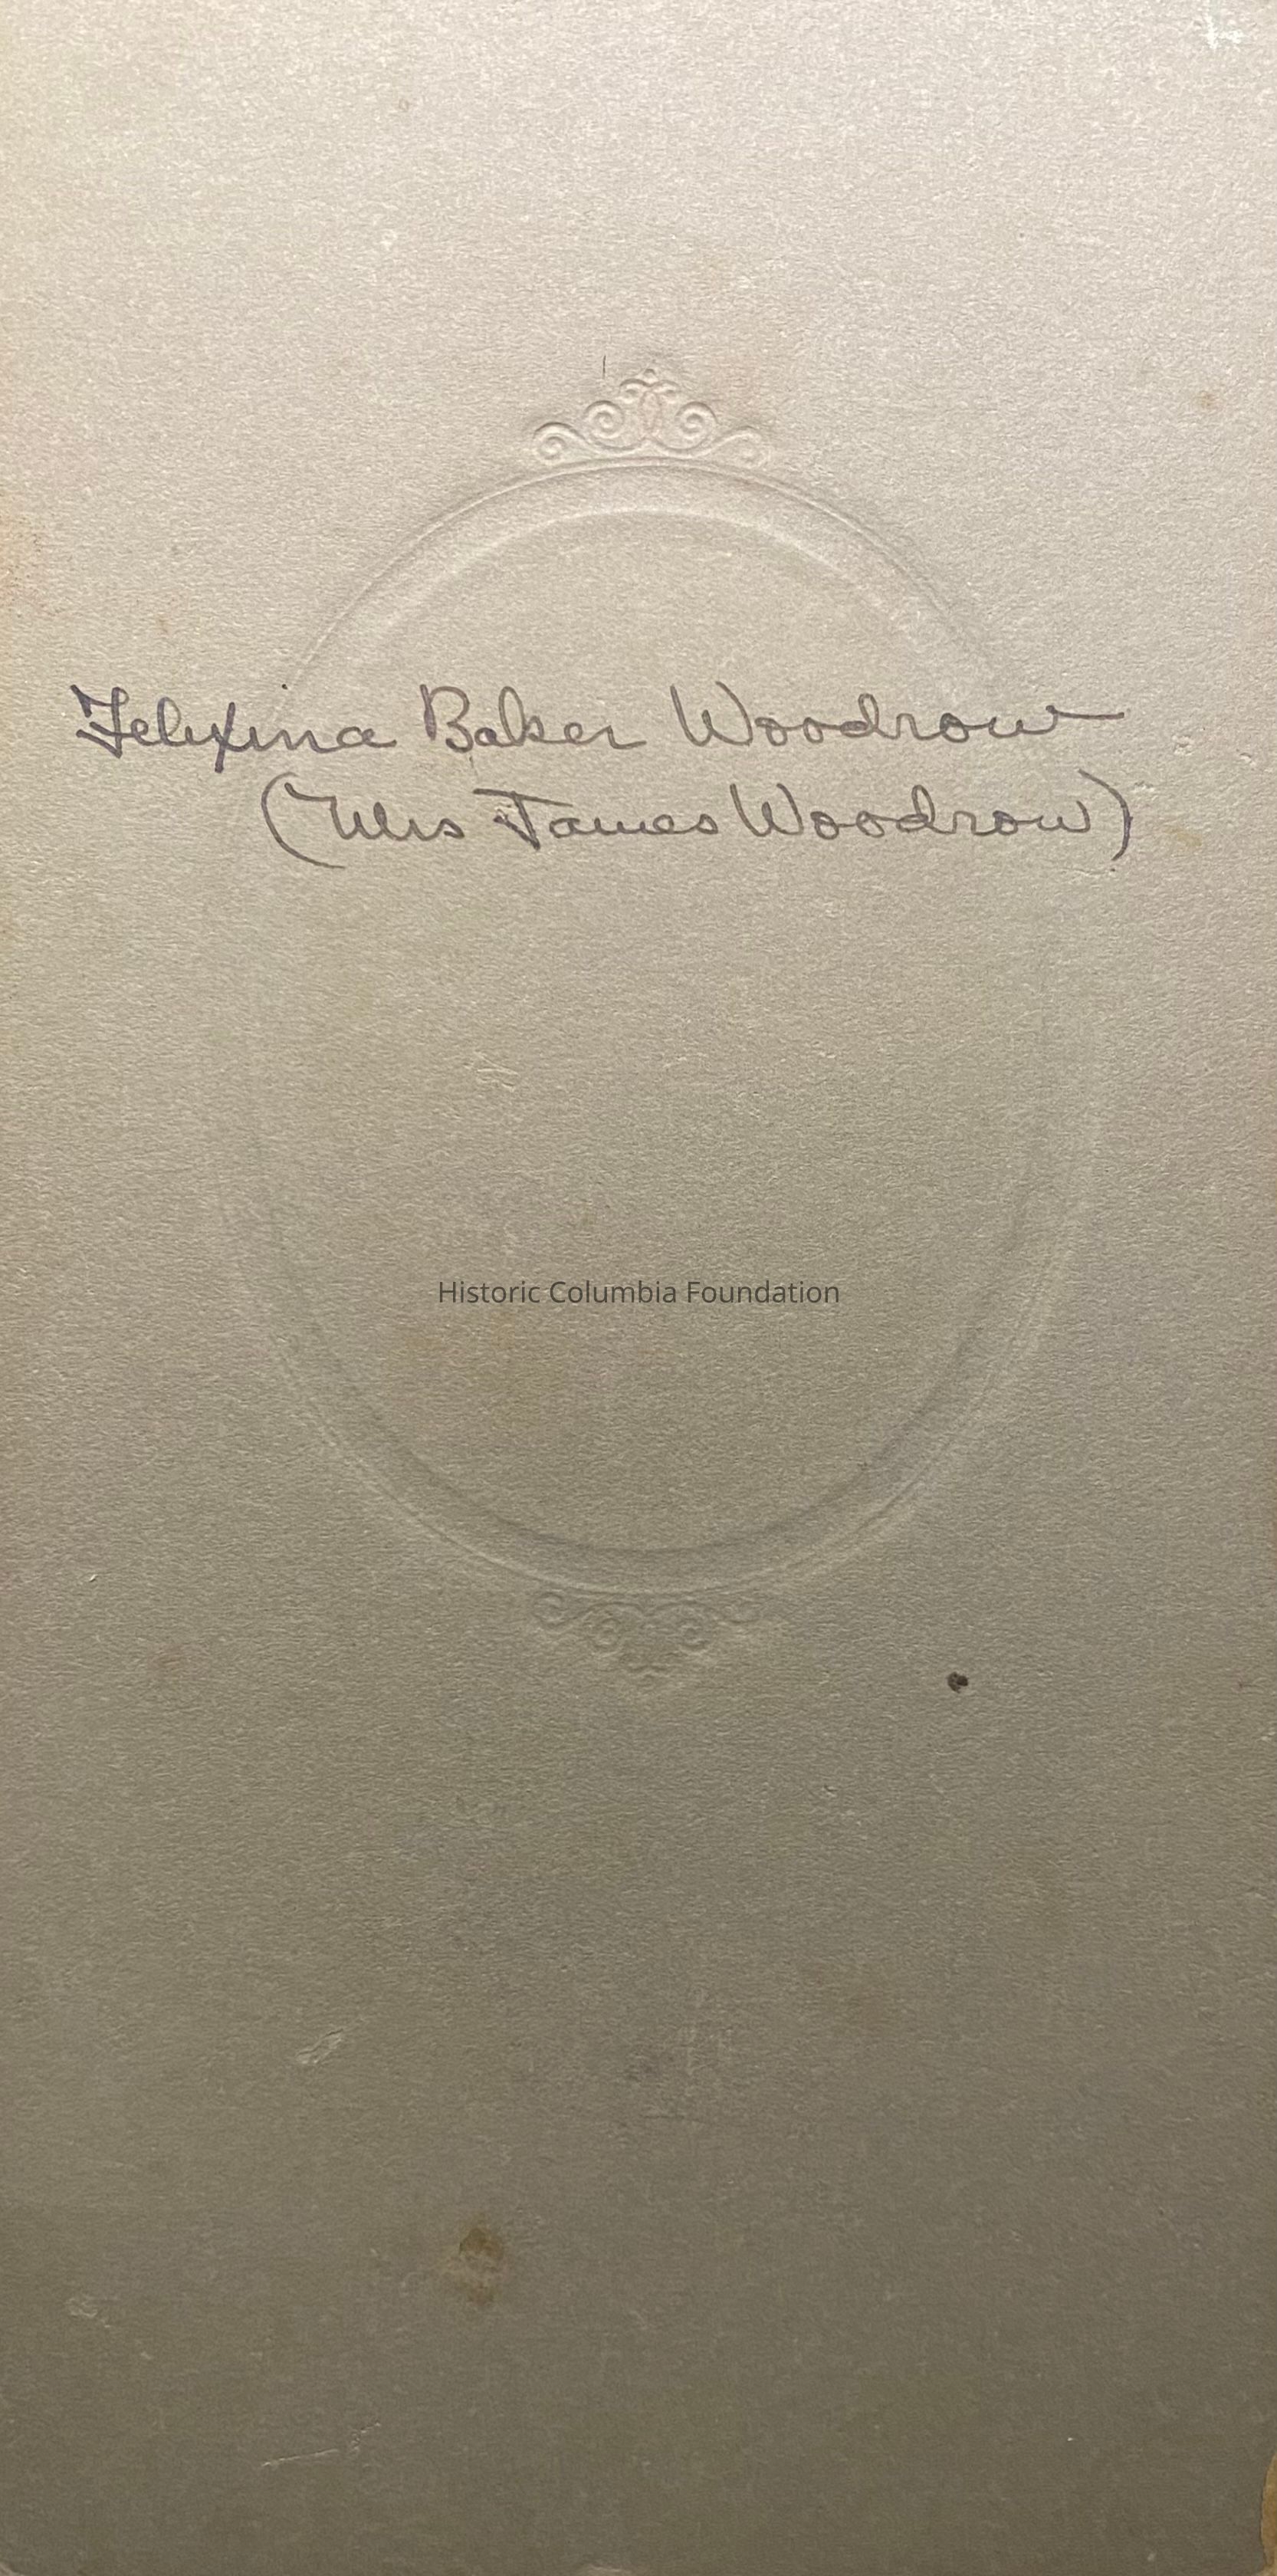 Felixina Baker Woodrow
(Mrs James Woodrow)
Historic Columbia Foundation